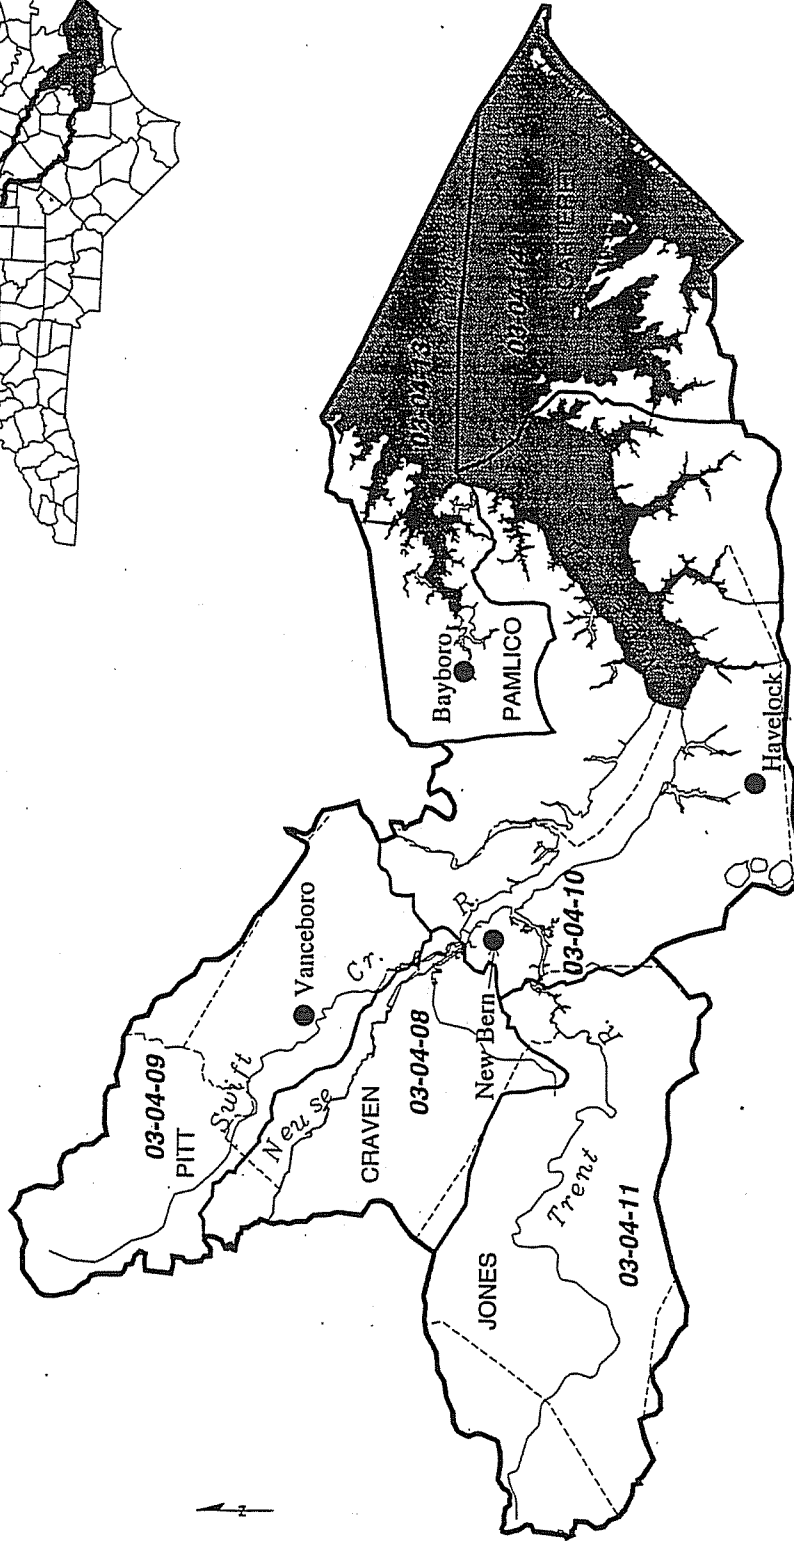 03-04-09
PITT
Swift
Cr.
Vanceboro
Neuse
R.
CRAVEN
03-04-08
New Bern
03-04-10
Bayboro
PAMLICO
03-04-13
CARTERET
Havelock
JONES
Trent
R.
03-04-11
N